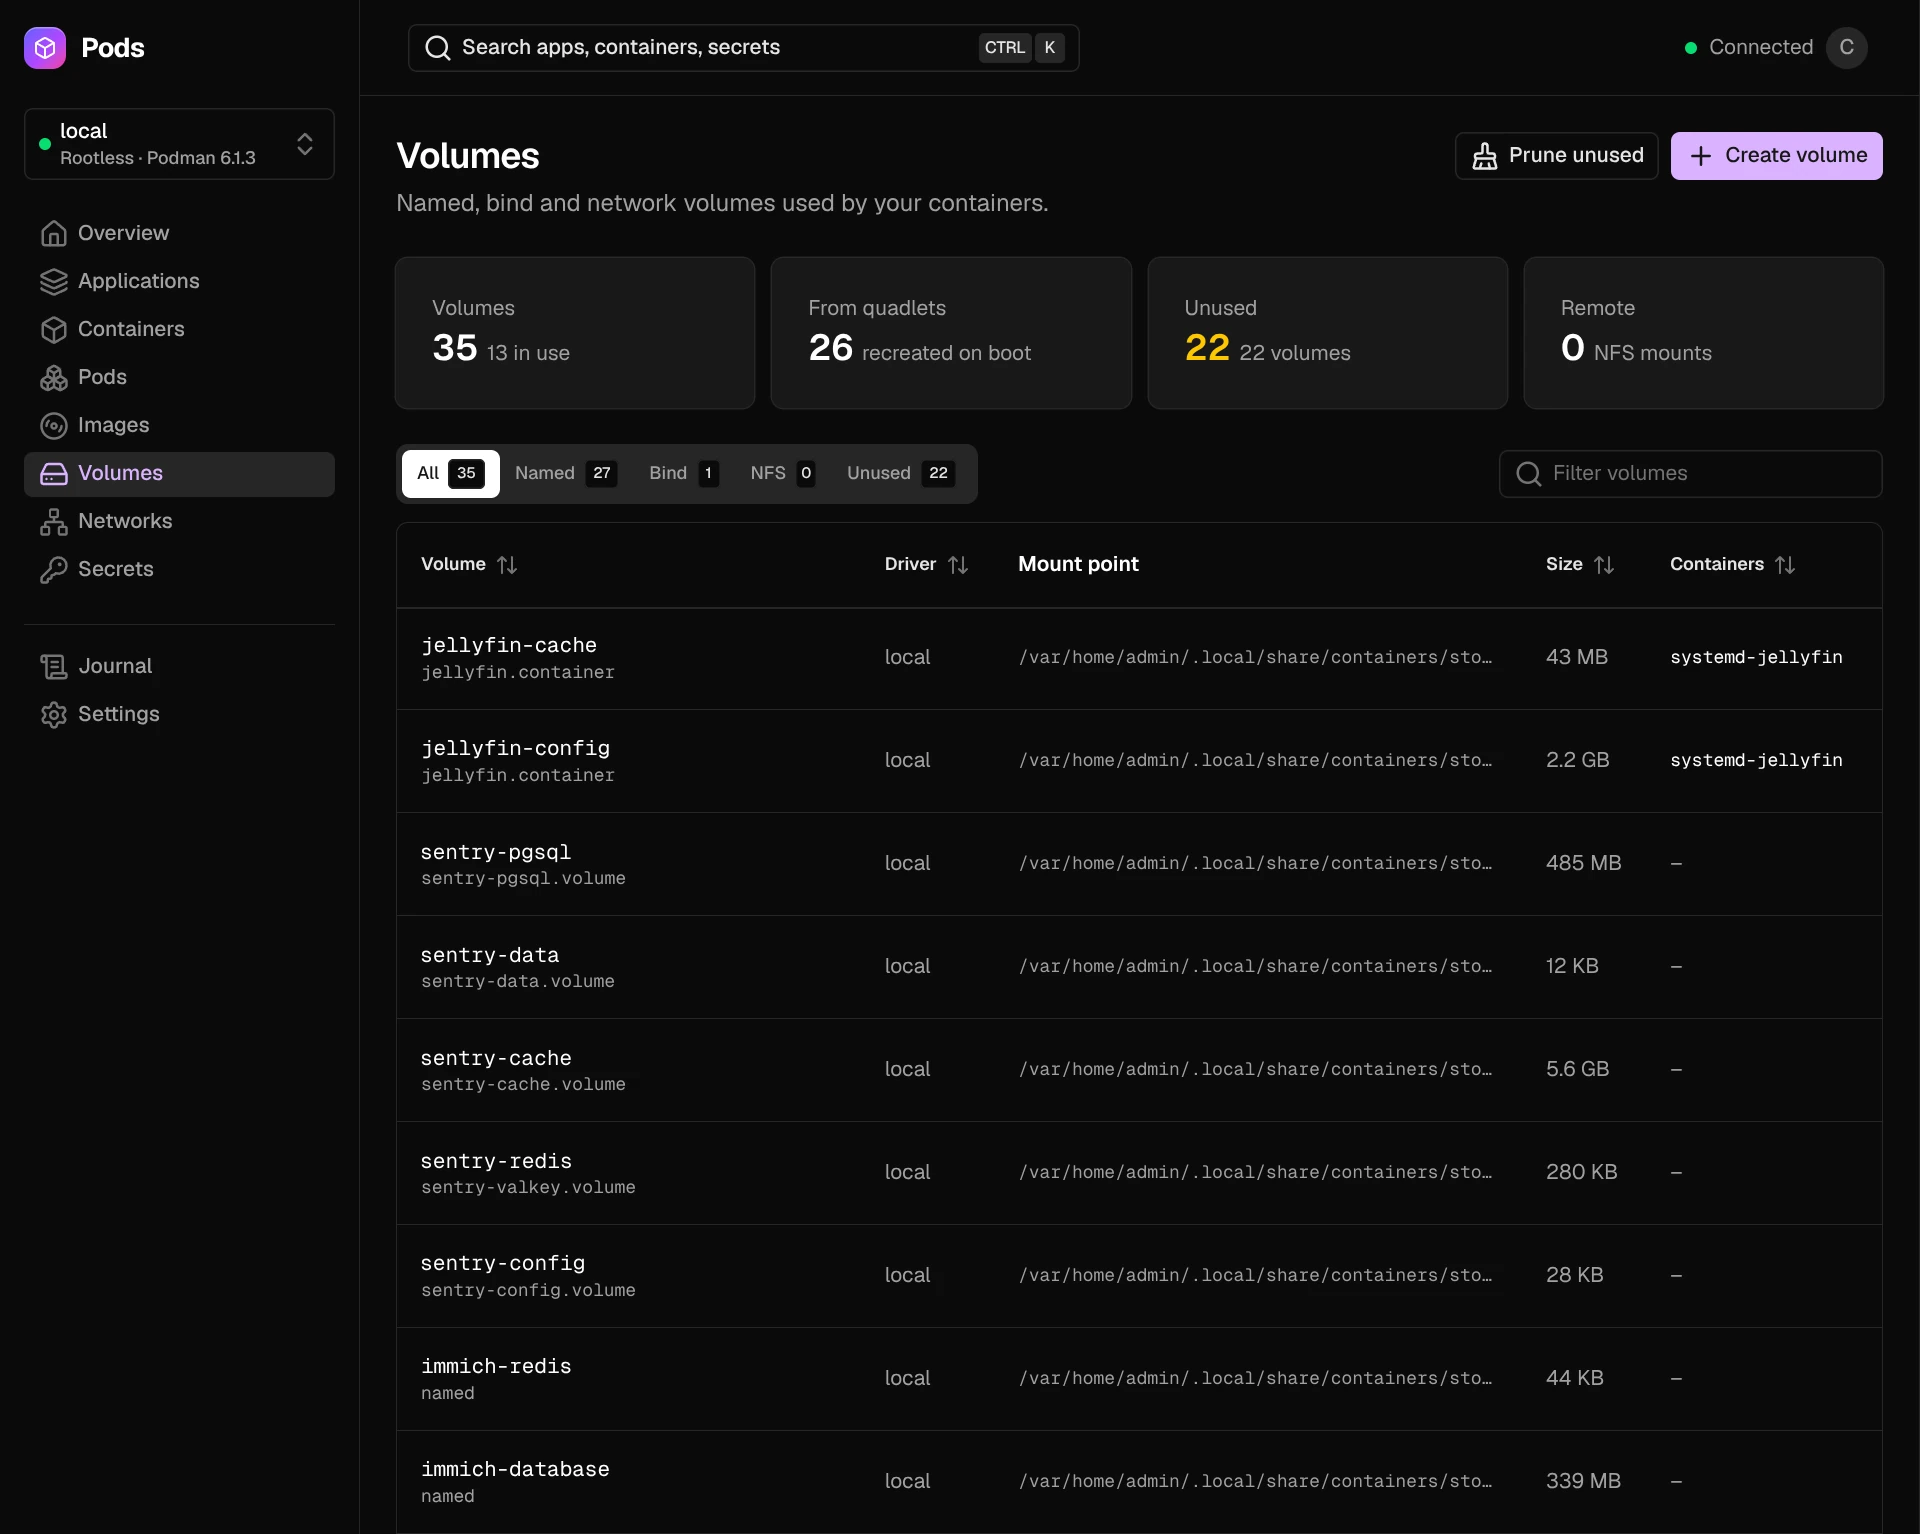 Pods
Search apps, containers, secrets
CTRL K
Connected
C
local
Rootless · Podman 6.1.3
Overview
Applications
Containers
Pods
Images
Volumes
Networks
Secrets
Journal
Settings
Volumes
Named, bind and network volumes used by your containers.
Prune unused
Create volume
Volumes
35 13 in use
From quadlets
26 recreated on boot
Unused
22 22 volumes
Remote
0 NFS mounts
All 35 Named 27 Bind 1 NFS 0 Unused 22
Filter volumes
Volume Driver Mount point Size Containers
jellyfin-cache
jellyfin.container
local /var/home/admin/.local/share/containers/sto… 43 MB systemd-jellyfin
jellyfin-config
jellyfin.container
local /var/home/admin/.local/share/containers/sto… 2.2 GB systemd-jellyfin
sentry-pgsql
sentry-pgsql.volume
local /var/home/admin/.local/share/containers/sto… 485 MB –
sentry-data
sentry-data.volume
local /var/home/admin/.local/share/containers/sto… 12 KB –
sentry-cache
sentry-cache.volume
local /var/home/admin/.local/share/containers/sto… 5.6 GB –
sentry-redis
sentry-valkey.volume
local /var/home/admin/.local/share/containers/sto… 280 KB –
sentry-config
sentry-config.volume
local /var/home/admin/.local/share/containers/sto… 28 KB –
immich-redis
named
local /var/home/admin/.local/share/containers/sto… 44 KB –
immich-database
named
local /var/home/admin/.local/share/containers/sto… 339 MB –